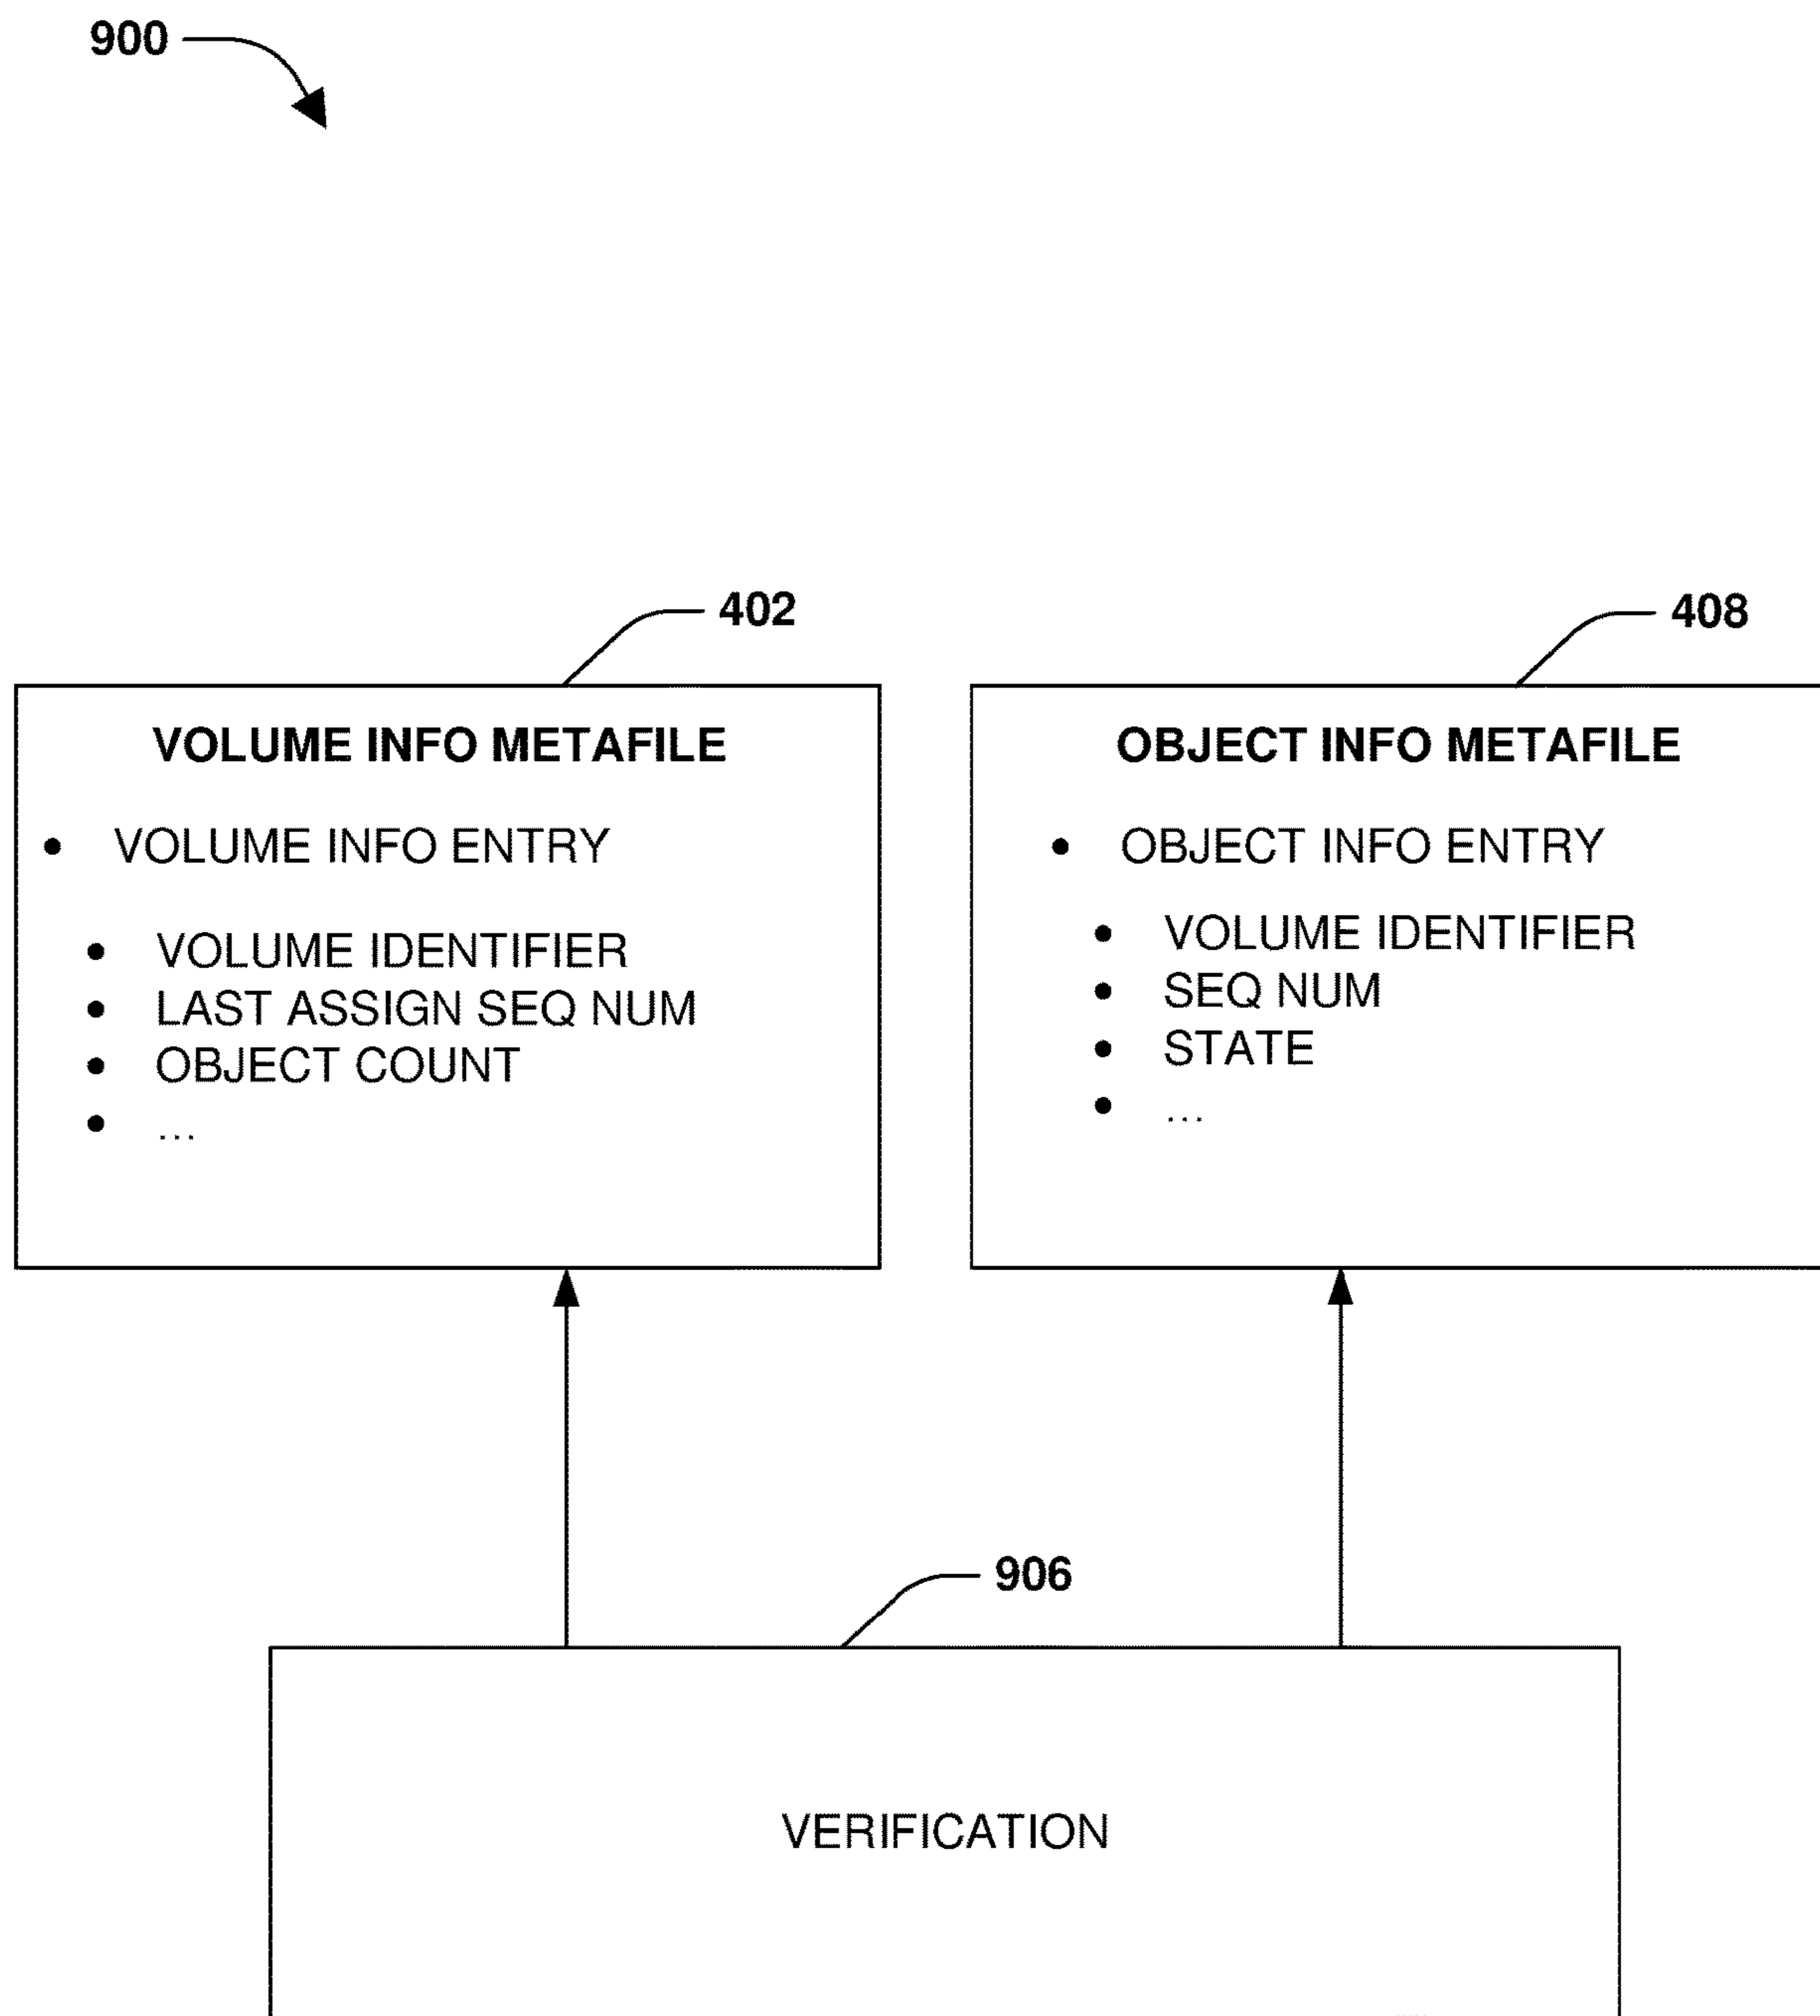 900
402
408
VOLUME INFO METAFILE
• VOLUME INFO ENTRY
• VOLUME IDENTIFIER
• LAST ASSIGN SEQ NUM
• OBJECT COUNT
• ...
OBJECT INFO METAFILE
• OBJECT INFO ENTRY
• VOLUME IDENTIFIER
• SEQ NUM
• STATE
• ...
906
VERIFICATION